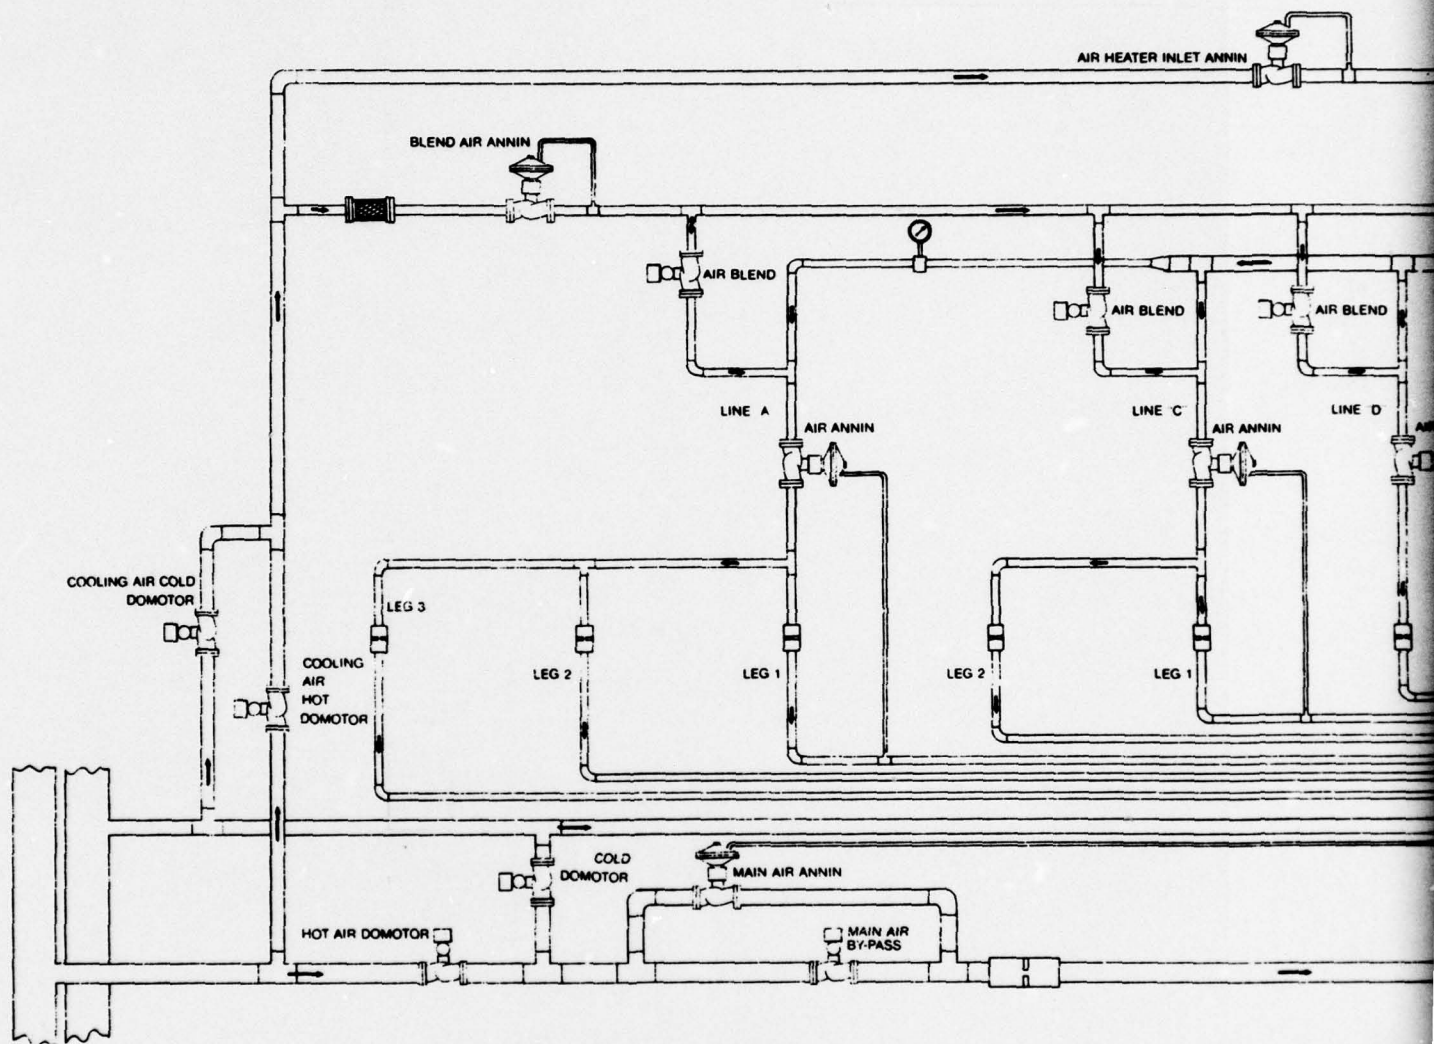 AIR HEATER INLET ANNIN
BLEND AIR ANNIN
AIR BLEND
AIR BLEND
AIR BLEND
LINE A
LINE C
LINE D
AIR ANNIN
AIR ANNIN
COOLING AIR COLD
DOMOTOR
LEG 3
COOLING
AIR
HOT
DOMOTOR
LEG 2
LEG 1
LEG 2
LEG 1
COLD
DOMOTOR
MAIN AIR ANNIN
HOT AIR DOMOTOR
MAIN AIR
BY-PASS